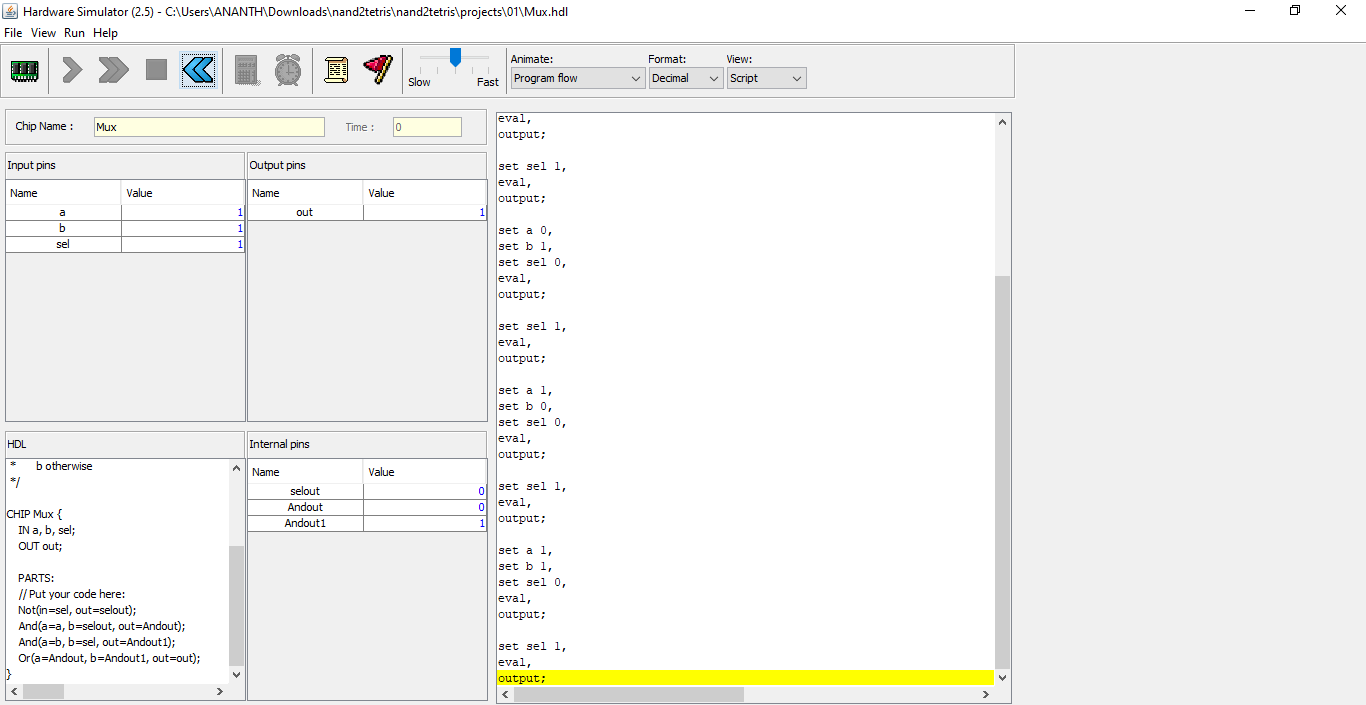 Hardware Simulator (2.5) - C:\Users\ANANTH\Downloads\nand2tetris\nand2tetris\projects\01\Mux.hdl
File View Run Help
Animate: Format: View:
Slow Fast Program flow Decimal Script
Chip Name : Mux Time : 0
Input pins
Name Value
a 1
b 1
sel 1
Output pins
Name Value
out 1
HDL
* b otherwise
*/
CHIP Mux {
IN a, b, sel;
OUT out;
PARTS:
// Put your code here:
Not(in=sel, out=selout);
And(a=a, b=selout, out=Andout);
And(a=b, b=sel, out=Andout1);
Or(a=Andout, b=Andout1, out=out);
}
Internal pins
Name Value
selout 0
Andout 0
Andout1 1
eval,
output;
set sel 1,
eval,
output;
set a 0,
set b 1,
set sel 0,
eval,
output;
set sel 1,
eval,
output;
set a 1,
set b 0,
set sel 0,
eval,
output;
set sel 1,
eval,
output;
set a 1,
set b 1,
set sel 0,
eval,
output;
set sel 1,
eval,
output;